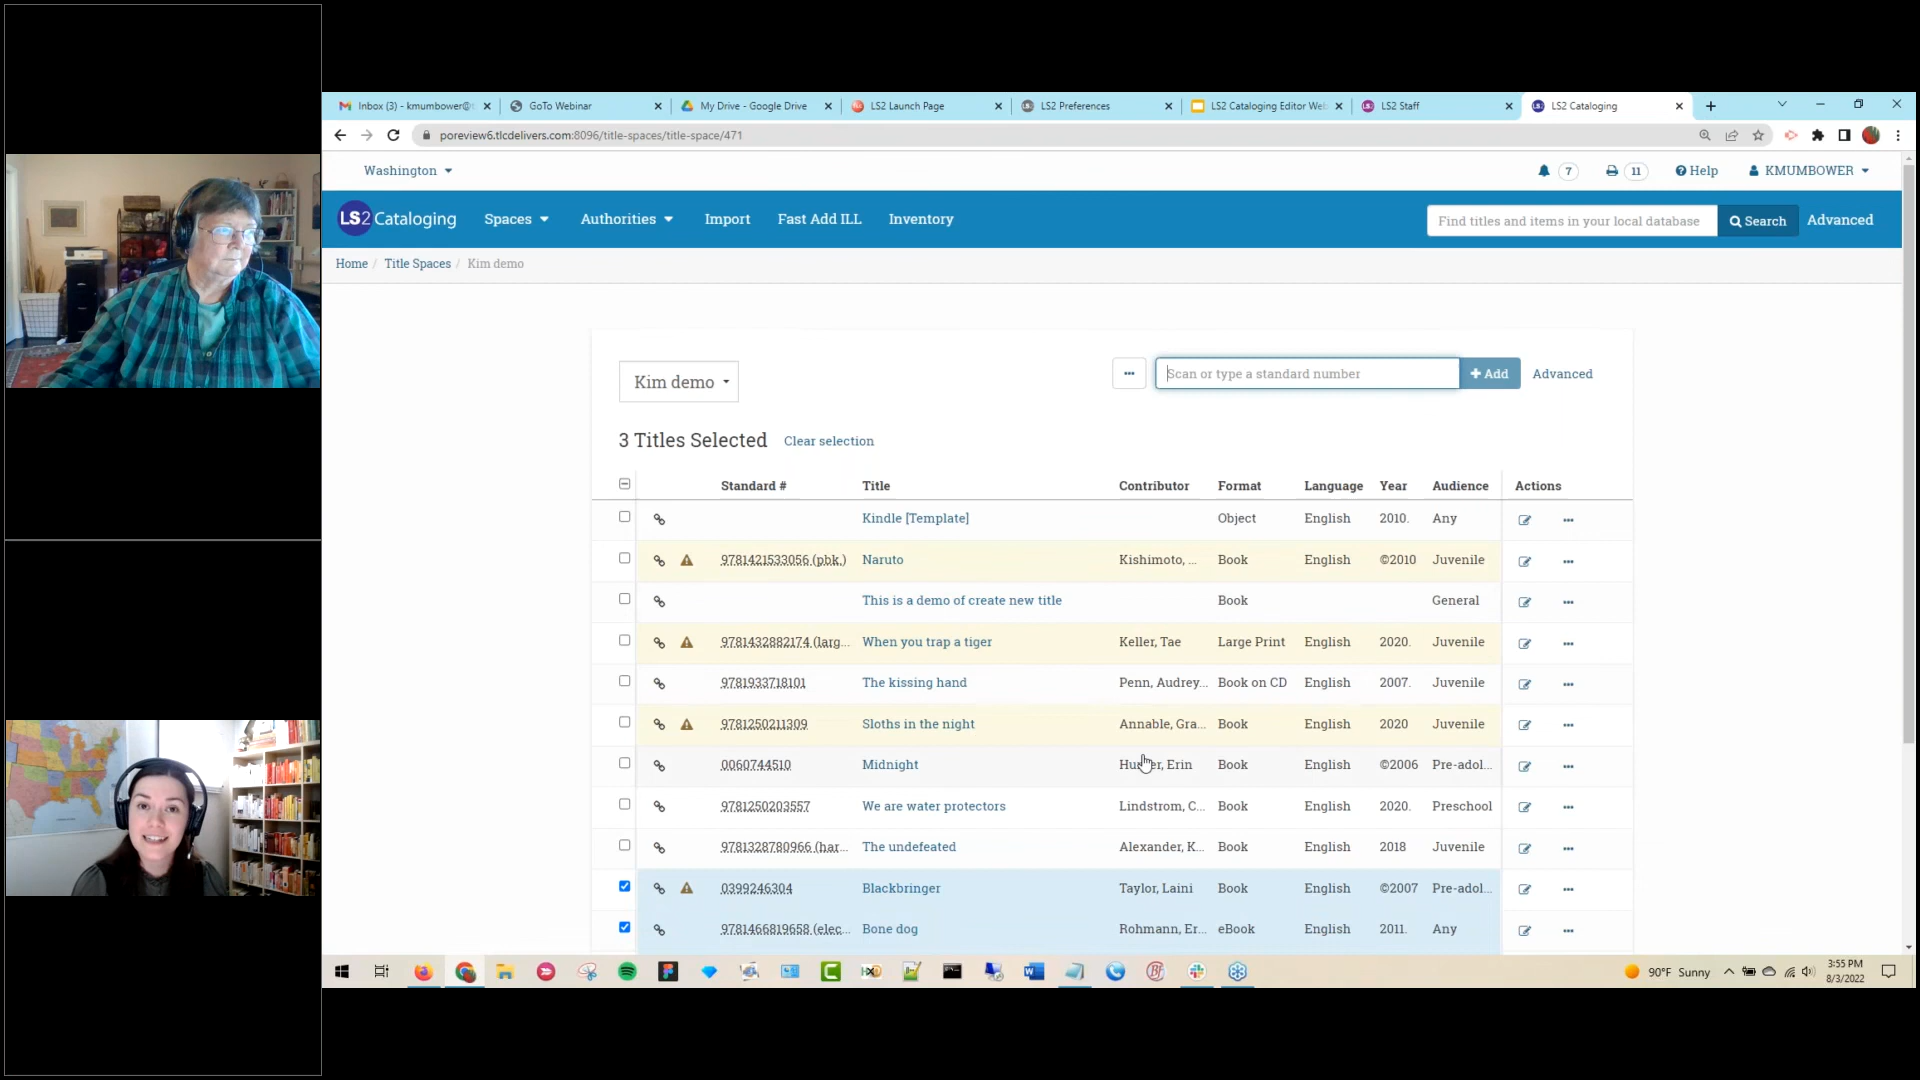 Inbox (3) - kmumbower@t
GoTo Webinar
My Drive - Google Drive
LS2 Launch Page
LS2 Preferences
LS2 Cataloging Editor Web
LS2 Staff
LS2 Cataloging
poreview6.tlcdelivers.com:8096/title-spaces/title-space/471
Washington
7
11
Help
KMUMBOWER
LS2 Cataloging
Spaces
Authorities
Import
Fast Add ILL
Inventory
Find titles and items in your local database
Search
Advanced
Home / Title Spaces / Kim demo
Kim demo
Scan or type a standard number
+ Add
Advanced
3 Titles Selected Clear selection
Standard # Title Contributor Format Language Year Audience Actions
Kindle [Template] Object English 2010. Any
9781421533056 (pbk.) Naruto Kishimoto, ... Book English ©2010 Juvenile
This is a demo of create new title Book General
9781432882174 (larg... When you trap a tiger Keller, Tae Large Print English 2020. Juvenile
9781933718101 The kissing hand Penn, Audrey... Book on CD English 2007. Juvenile
9781250211309 Sloths in the night Annable, Gra... Book English 2020 Juvenile
0060744510 Midnight Hunter, Erin Book English ©2006 Pre-adol...
9781250203557 We are water protectors Lindstrom, C... Book English 2020. Preschool
9781328780966 (har... The undefeated Alexander, K... Book English 2018 Juvenile
0399246304 Blackbringer Taylor, Laini Book English ©2007 Pre-adol...
9781466819658 (elec... Bone dog Rohmann, Er... eBook English 2011. Any
90°F Sunny
3:55 PM
8/3/2022